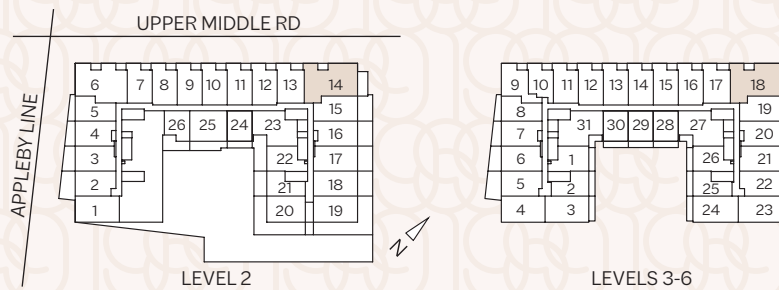 UPPER MIDDLE RD
APPLEBY LINE
6 7 8 9 10 11 12 13 14
5 15
4 26 25 24 23 16
3 22 17
2 21 18
1 20 19
N
LEVEL 2
9 10 11 12 13 14 15 16 17 18
8 19
7 31 30 29 28 27 20
6 1 26 21
5 2 25 22
4 3 24 23
LEVELS 3-6